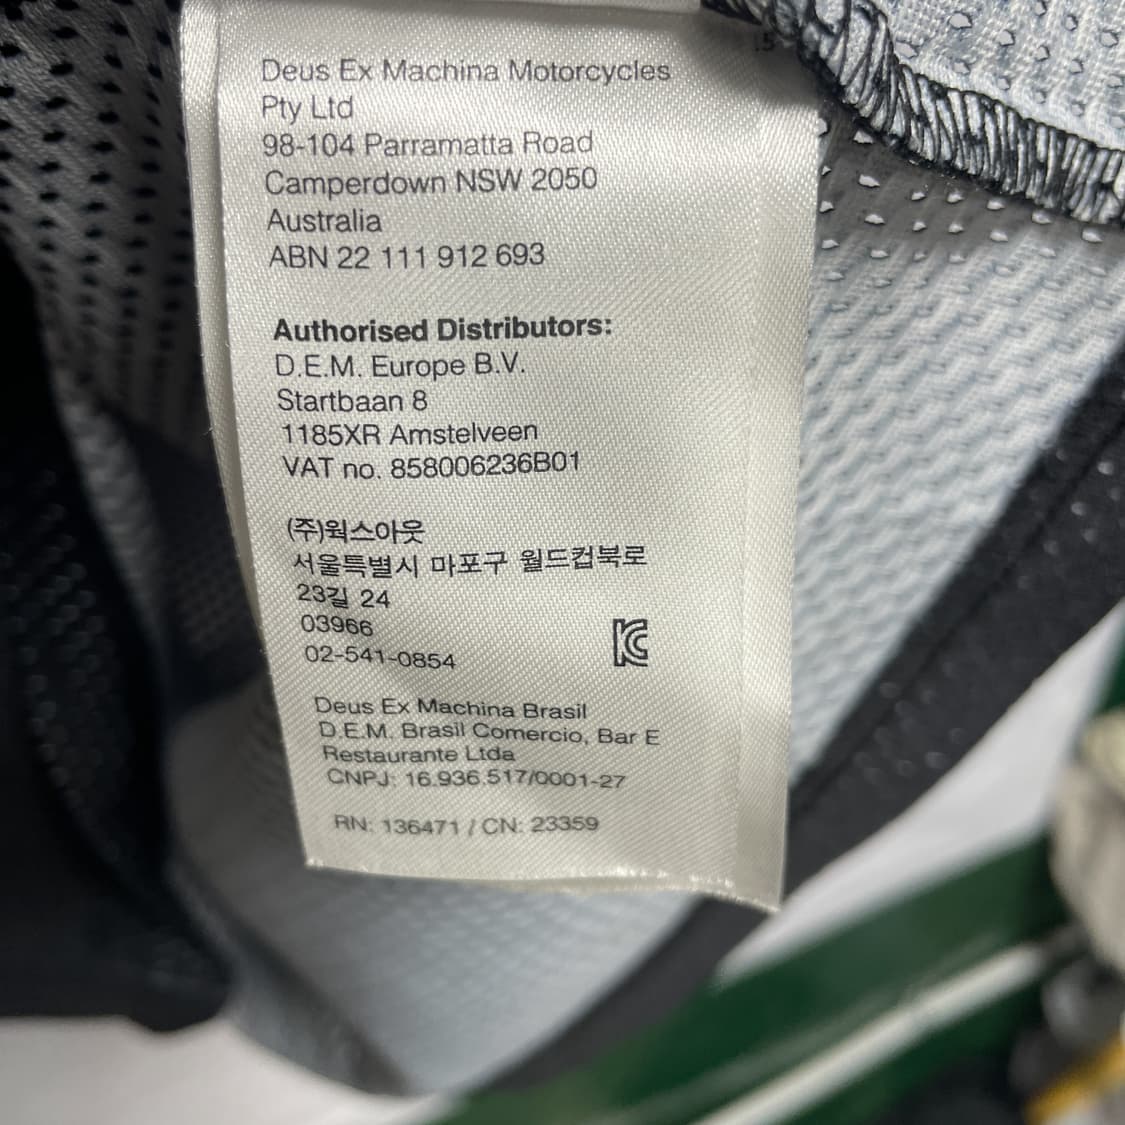 Deus Ex Machina Motorcycles
Pty Ltd
98-104 Parramatta Road
Camperdown NSW 2050
Australia
ABN 22 111 912 693
Authorised Distributors:
D.E.M. Europe B.V.
Startbaan 8
1185XR Amstelveen
VAT no. 858006236B01
(주)웍스아웃
서울특별시 마포구 월드컵북로
23길 24
03966
02-541-0854
Deus Ex Machina Brasil
D.E.M. Brasil Comercio, Bar E
Restaurante Ltda
CNPJ: 16.936.517/0001-27
RN: 136471 / CN: 23359